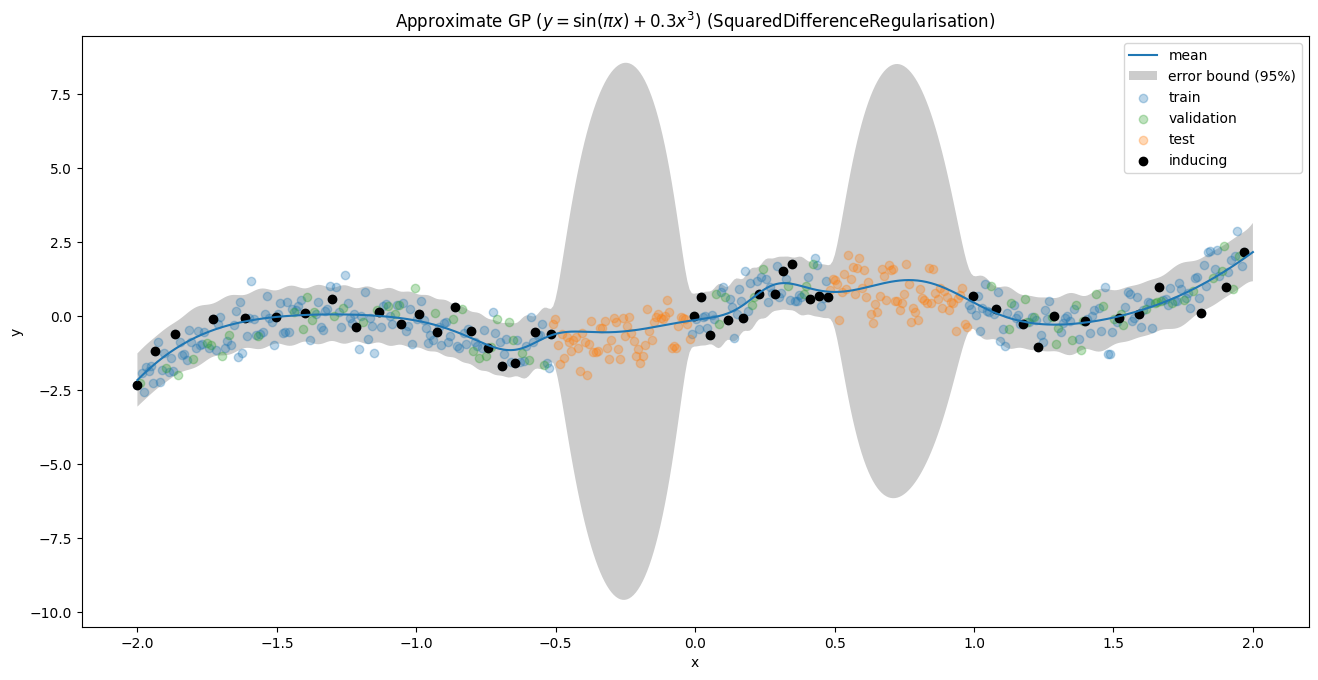 Approximate GP (y = sin(πx) + 0.3x³) (SquaredDifferenceRegularisation)
mean
error bound (95%)
train
validation
test
inducing
7.5
5.0
2.5
0.0
−2.5
−5.0
−7.5
−10.0
y
−2.0 −1.5 −1.0 −0.5 0.0 0.5 1.0 1.5 2.0
x